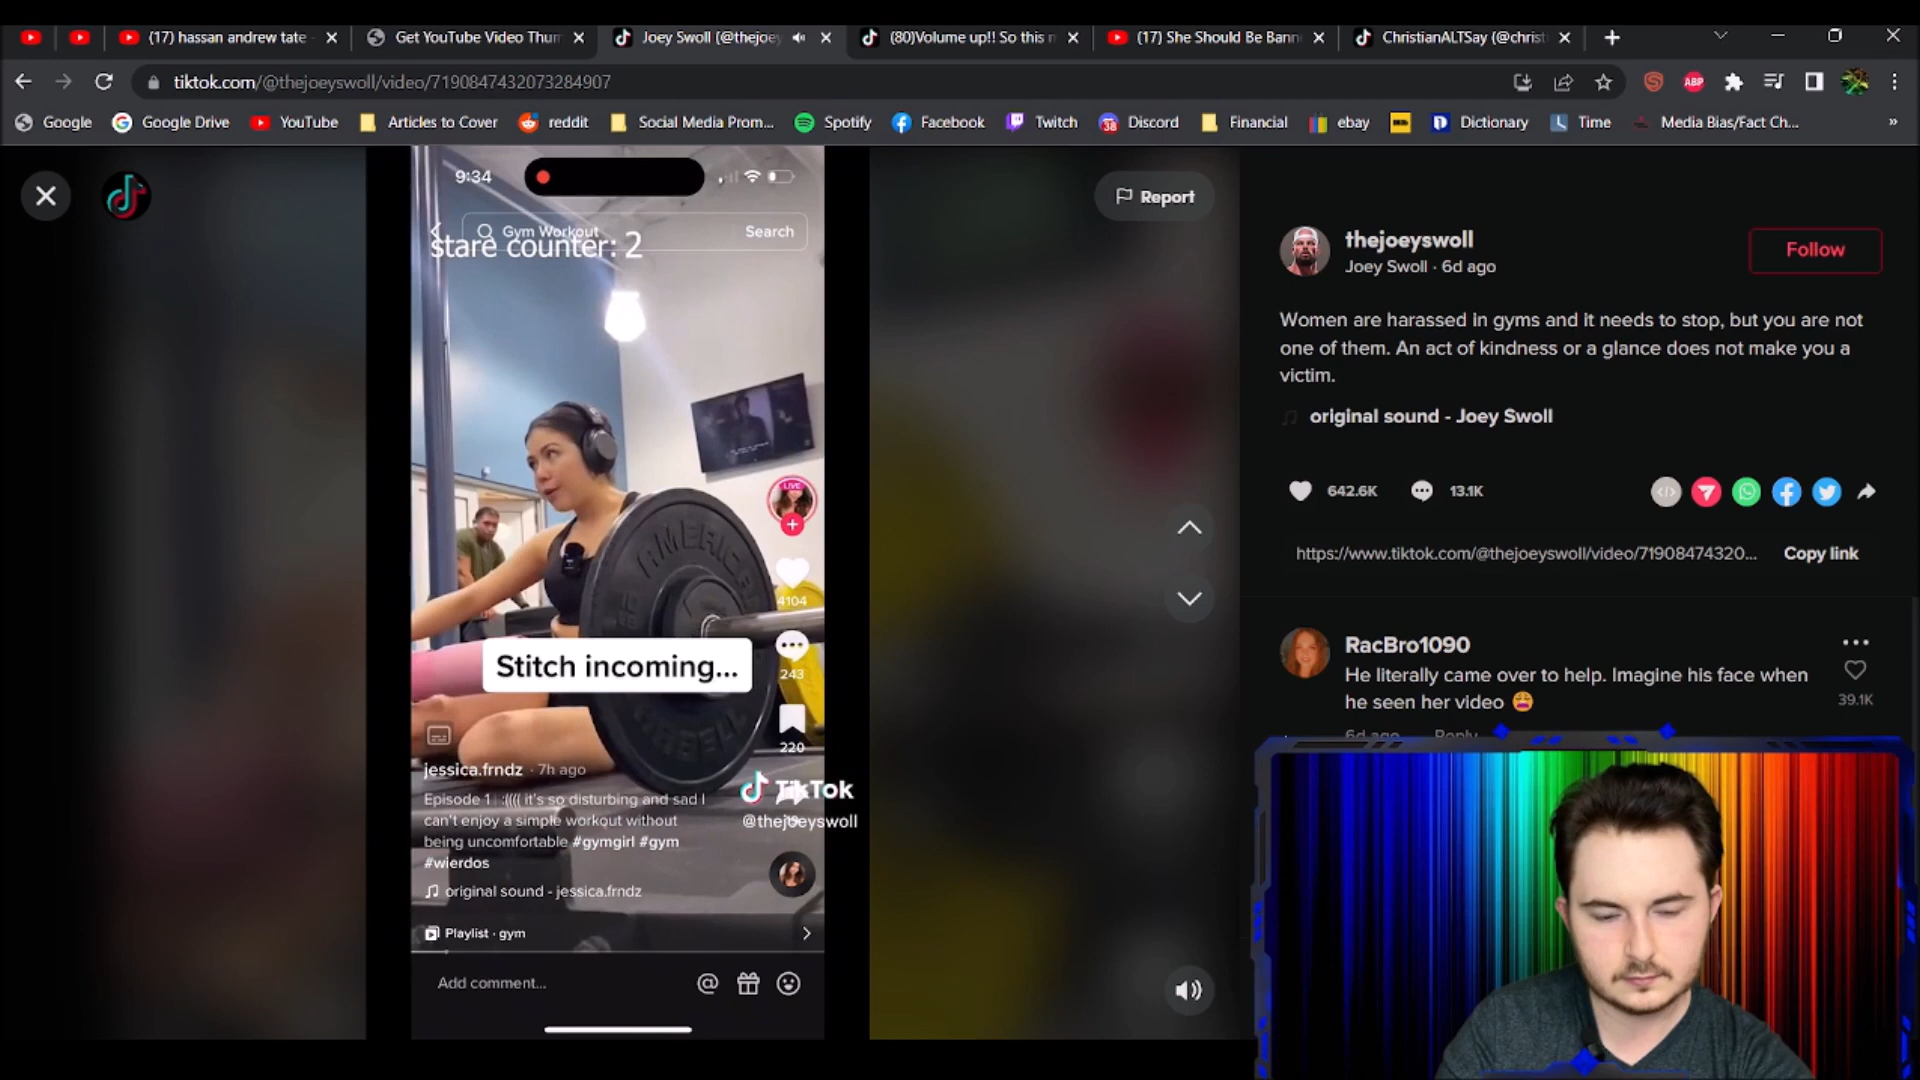 (17) hassan andrew tate -
Get YouTube Video Thum
Joey Swoll (@thejoey
(80)Volume up!! So this m
(17) She Should Be Bann
ChristianALTSay (@christ
tiktok.com/@thejoeyswoll/video/7190847432073284907
ABP
Google
Google Drive
YouTube
Articles to Cover
reddit
Social Media Prom...
Spotify
Facebook
Twitch
38
Discord
Financial
ebay
Dictionary
Time
Media Bias/Fact Ch...
»
9:34
Gym Workout
Search
stare counter: 2
AMERICAN
BARBELL
WHEEL
LIVE
4104
Stitch incoming...
243
220
jessica.frndz · 7h ago
TikTok
@thejoeyswoll
19
Episode 1 :(((( it's so disturbing and sad I
can't enjoy a simple workout without
being uncomfortable #gymgirl #gym
#wierdos
original sound - jessica.frndz
Playlist · gym
Add comment...
Report
thejoeyswoll
Joey Swoll · 6d ago
Follow
Women are harassed in gyms and it needs to stop, but you are not
one of them. An act of kindness or a glance does not make you a
victim.
original sound - Joey Swoll
642.6K
13.1K
https://www.tiktok.com/@thejoeyswoll/video/71908474320...
Copy link
RacBro1090
He literally came over to help. Imagine his face when
he seen her video 😩
39.1K
6d ago
Reply